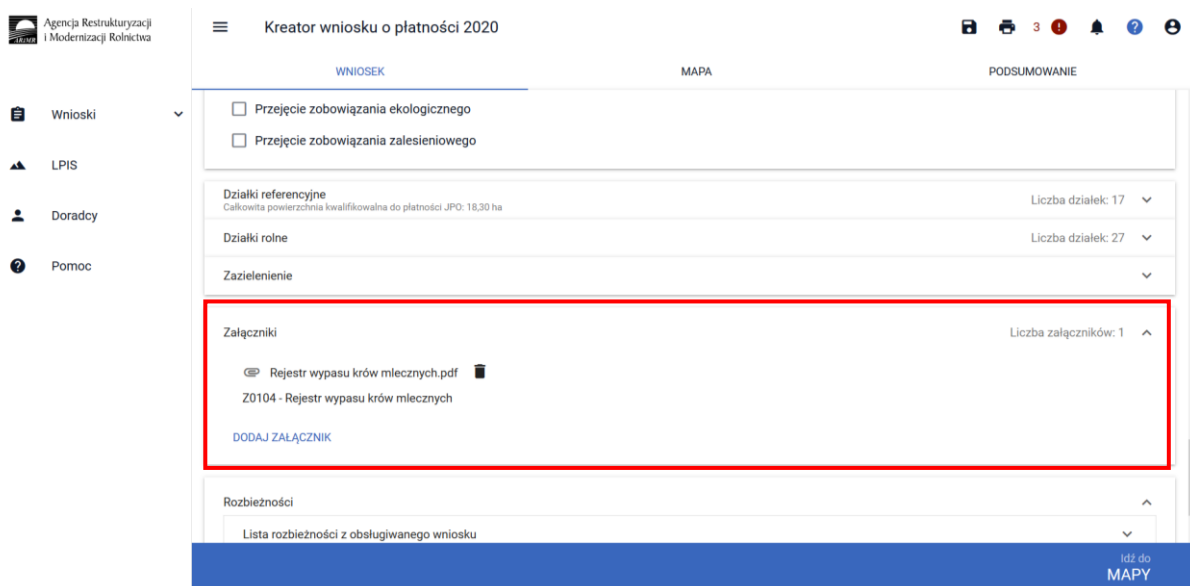 Agencja Restrukturyzacji
i Modernizacji Rolnictwa
ARiMR
Kreator wniosku o płatności 2020
3
WNIOSEK
MAPA
PODSUMOWANIE
Wnioski
LPIS
Doradcy
Pomoc
Przejęcie zobowiązania ekologicznego
Przejęcie zobowiązania zalesieniowego
Działki referencyjne
Całkowita powierzchnia kwalifikowalna do płatności JPO: 18,30 ha
Liczba działek: 17
Działki rolne
Liczba działek: 27
Zazielenienie
Załączniki
Liczba załączników: 1
Rejestr wypasu krów mlecznych.pdf
Z0104 - Rejestr wypasu krów mlecznych
DODAJ ZAŁĄCZNIK
Rozbieżności
Lista rozbieżności z obsługiwanego wniosku
Idź do
MAPY